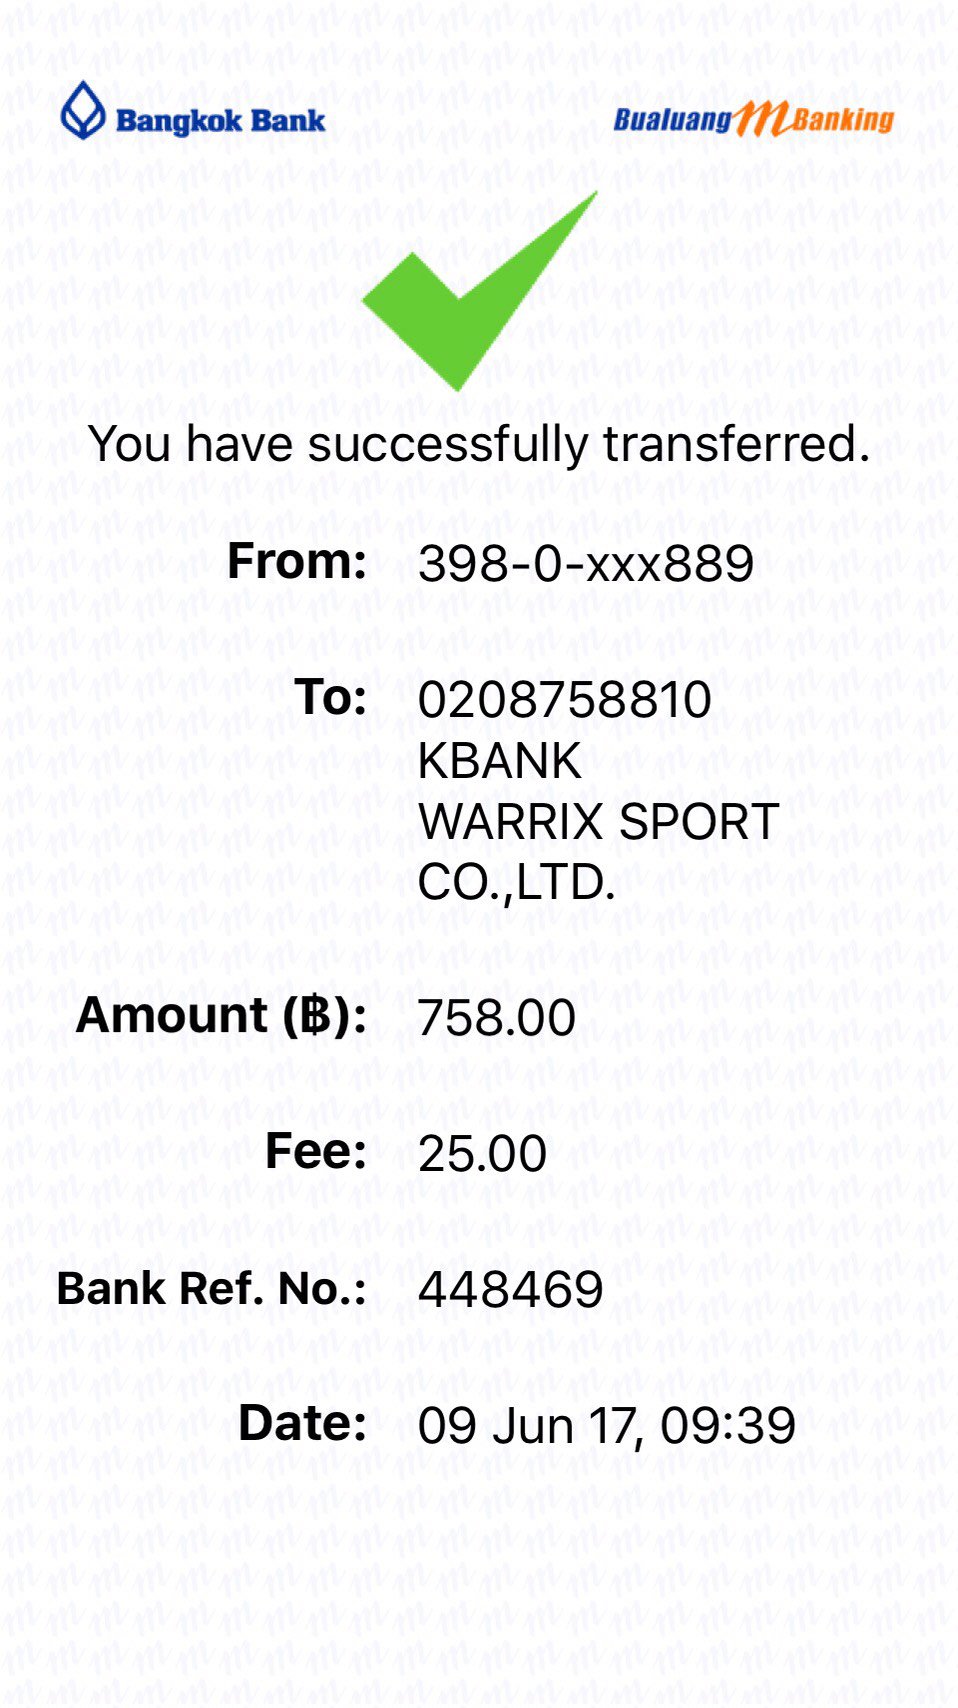 Bangkok Bank
Bualuang mBanking
You have successfully transferred.
From: 398-0-xxx889
To: 0208758810
KBANK
WARRIX SPORT
CO.,LTD.
Amount (฿): 758.00
Fee: 25.00
Bank Ref. No.: 448469
Date: 09 Jun 17, 09:39